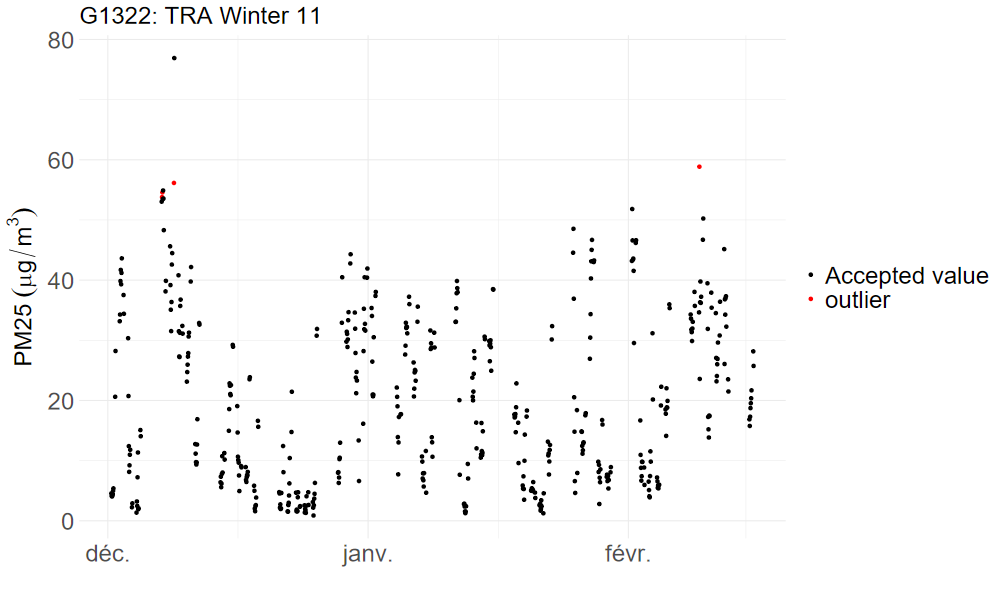 G1322: TRA Winter 11
80
60
40
20
0
PM25 (μg/m³)
déc.
janv.
févr.
Accepted value
outlier